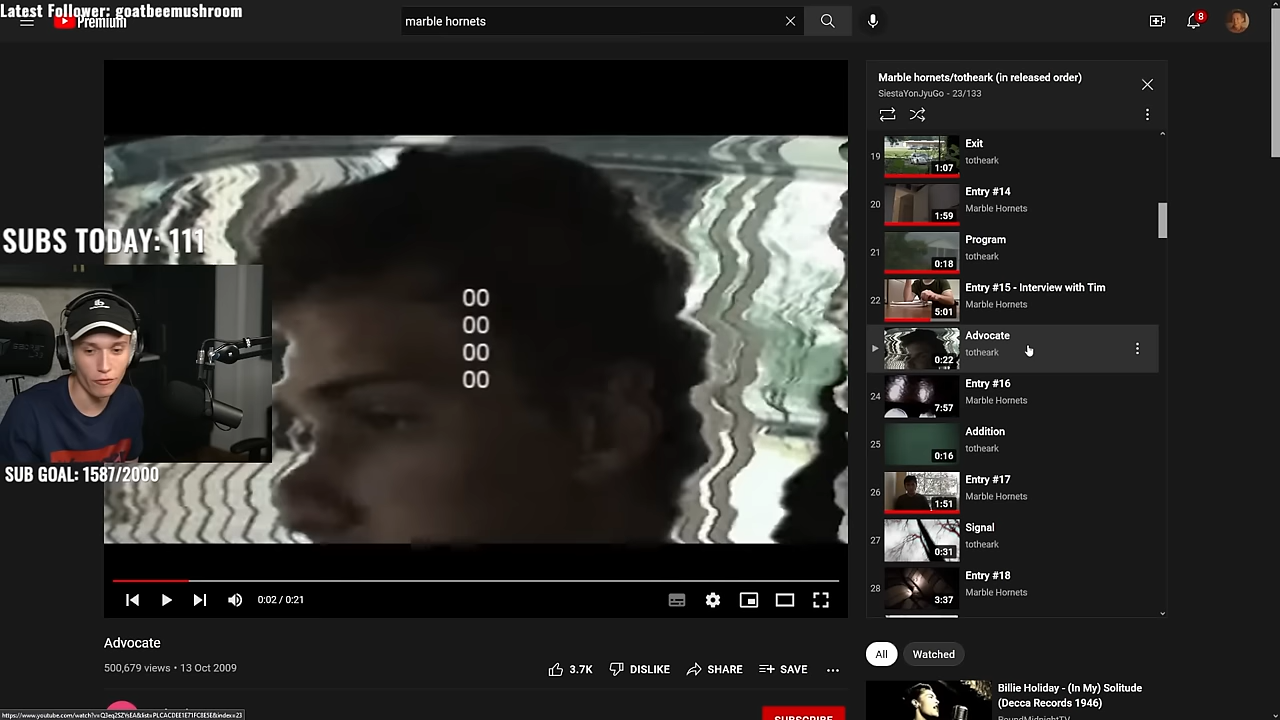 Latest Follower: goatbeemushroom
Premium
marble hornets
8
SUBS TODAY: 111
SUB GOAL: 1587/2000
00
00
00
00
0:02 / 0:21
Advocate
500,679 views • 13 Oct 2009
3.7K
DISLIKE
SHARE
SAVE
SUBSCRIBE
Marble hornets/totheark (in released order)
SiestaYonJyuGo - 23/133
19
1:07
Exit
totheark
20
1:59
Entry #14
Marble Hornets
21
0:18
Program
totheark
22
5:01
Entry #15 - Interview with Tim
Marble Hornets
0:22
Advocate
totheark
24
7:57
Entry #16
Marble Hornets
25
0:16
Addition
totheark
26
1:51
Entry #17
Marble Hornets
27
0:31
Signal
totheark
28
3:37
Entry #18
Marble Hornets
All
Watched
Billie Holiday - (In My) Solitude
(Decca Records 1946)
RoundMidnightTV